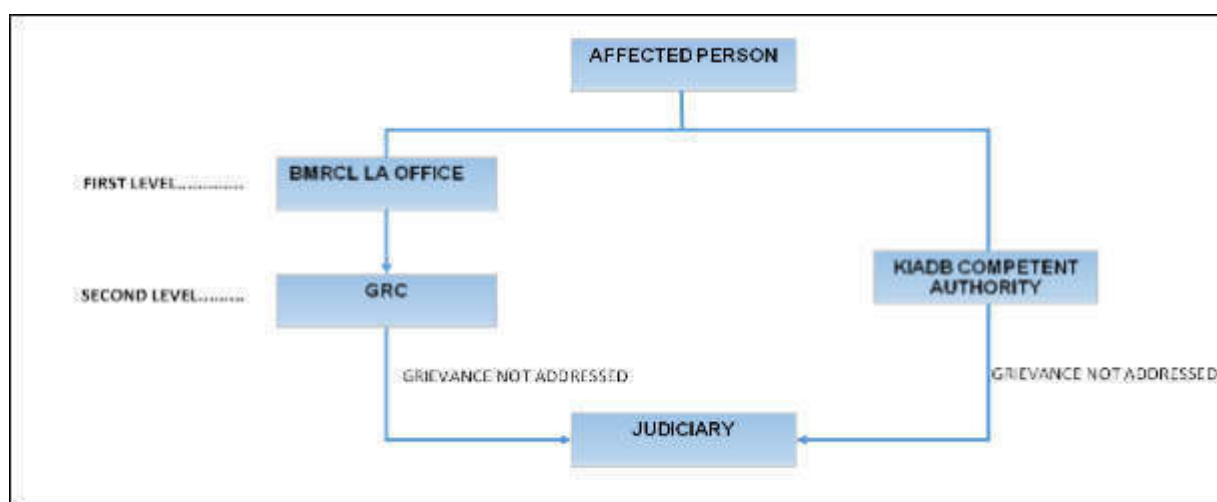 AFFECTED PERSON
FIRST LEVEL..............
BMRCL LA OFFICE
SECOND LEVEL..........
GRC
KIADB COMPETENT
AUTHORITY
GRIEVANCE NOT ADDRESSED
GRIEVANCE NOT ADDRESSED
JUDICIARY